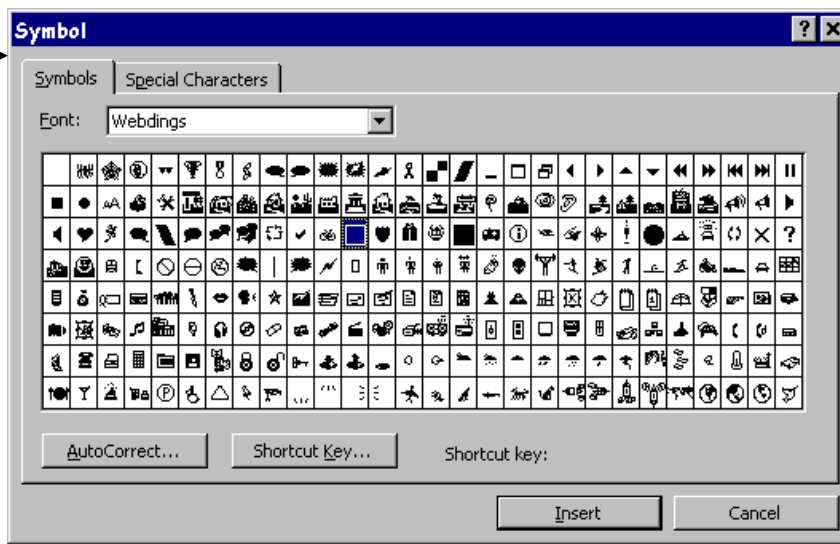 Symbol
Symbols Special Characters
Font: Webdings
AutoCorrect... Shortcut Key... Shortcut key:
Insert Cancel